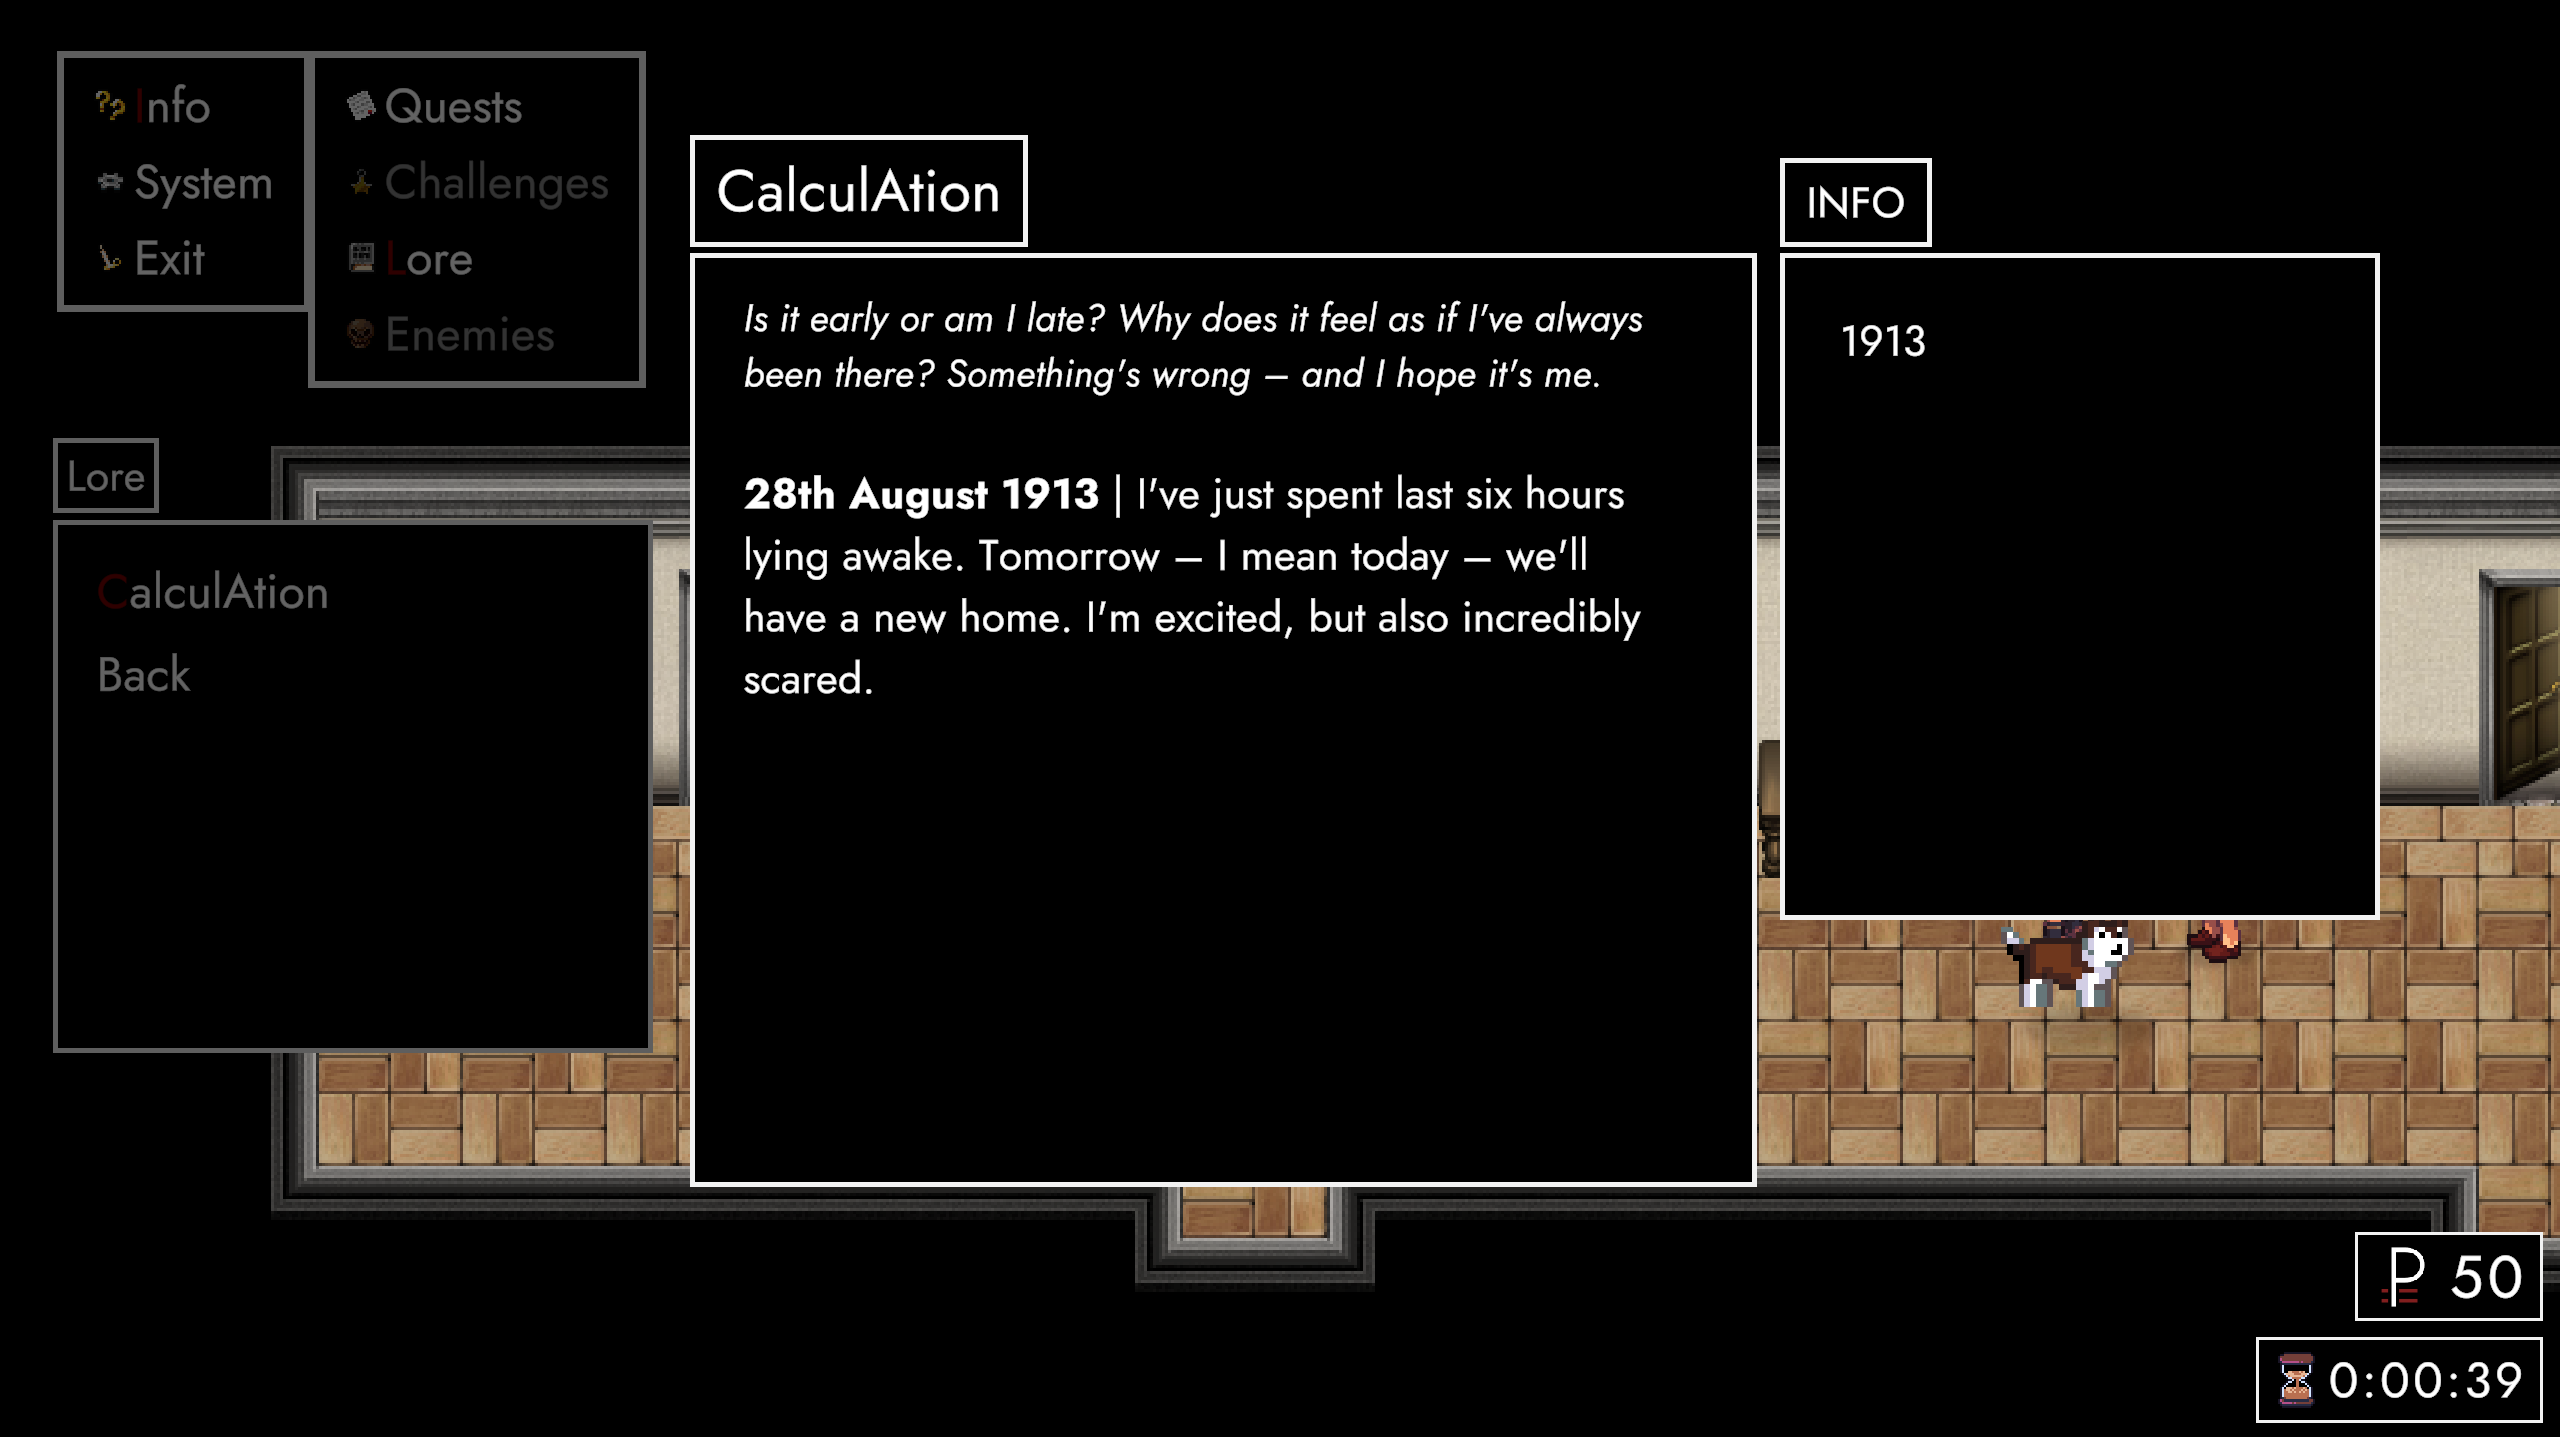 Info
System
Exit
Quests
Challenges
Lore
Enemies
Lore
CalculAtion
Back
CalculAtion
Is it early or am I late? Why does it feel as if I've always
been there? Something's wrong – and I hope it's me.
28th August 1913 | I've just spent last six hours
lying awake. Tomorrow – I mean today – we'll
have a new home. I'm excited, but also incredibly
scared.
INFO
1913
P 50
0:00:39